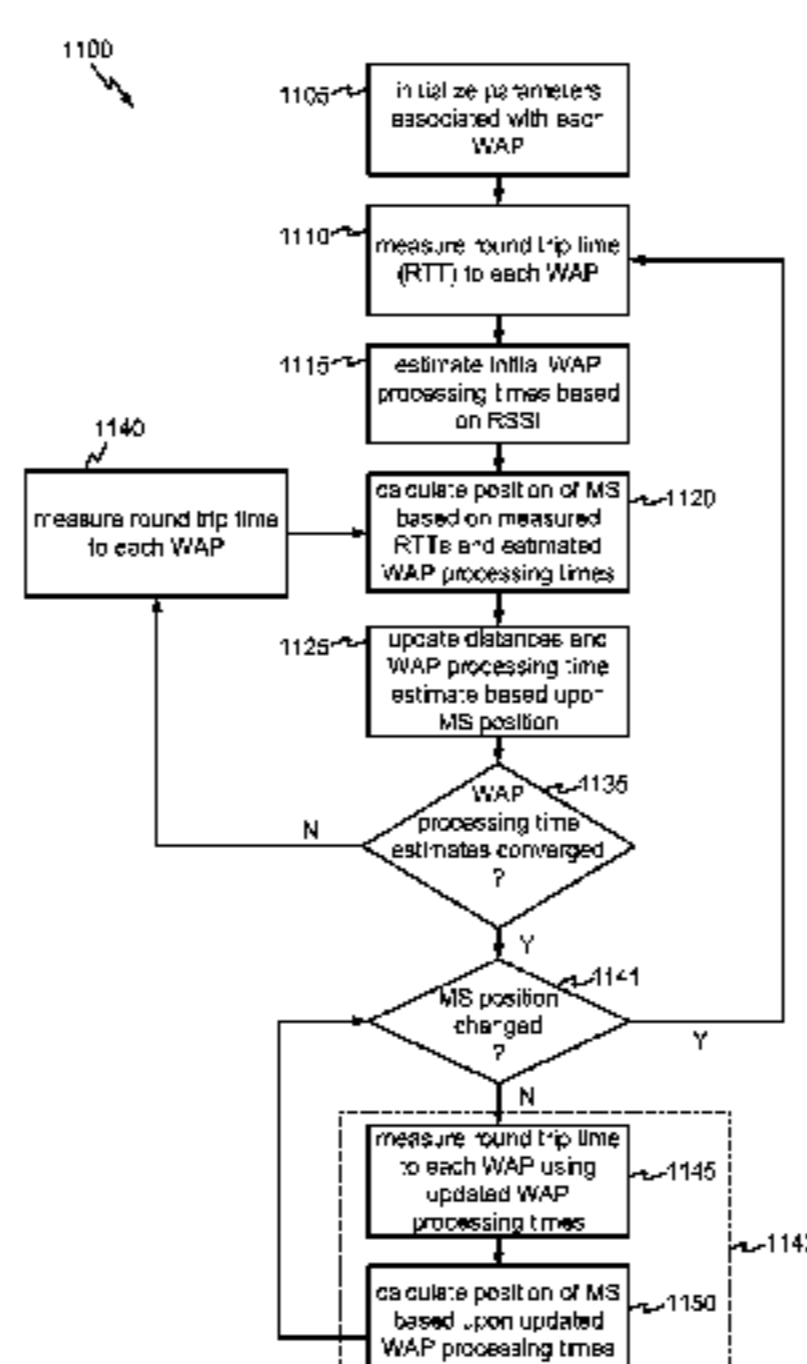 1100
1105
initialize parameters
associated with each
WAP
1110
measure round trip time
(RTT) to each WAP
1115
estimate initial WAP
processing times based
on RSSI
1140
measure round trip time
to each WAP
calculate position of MS
based on measured
RTTs and estimated
WAP processing times
1120
1125
update distances and
WAP processing time
estimate based upon
MS position
1135
WAP
processing time
estimates converged
?
N
Y
1141
MS position
changed
?
Y
N
measure round trip time
to each WAP using
updated WAP
processing times
1145
calculate position of MS
based upon updated
WAP processing times
1150